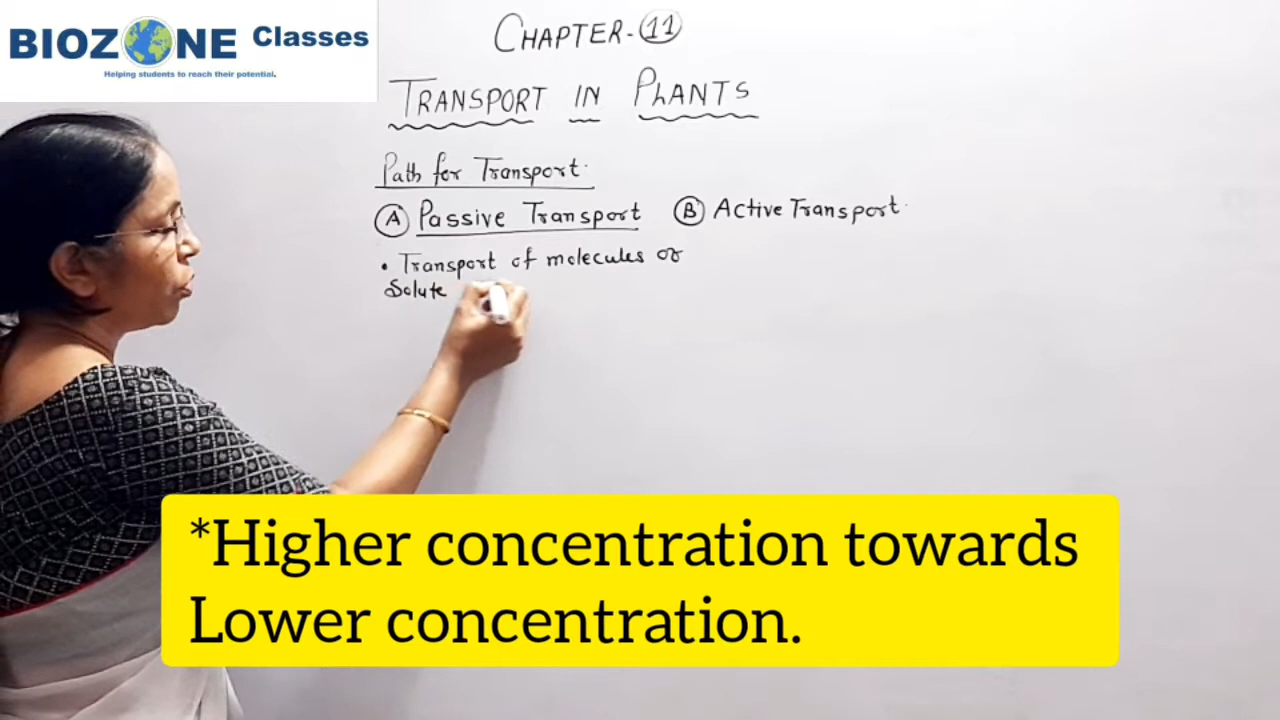 BIOZONE Classes
Helping students to reach their potential.
CHAPTER-11
TRANSPORT IN PLANTS
Path for Transport.
A Passive Transport B Active Transport.
• Transport of molecules or
Solute
*Higher concentration towards
Lower concentration.